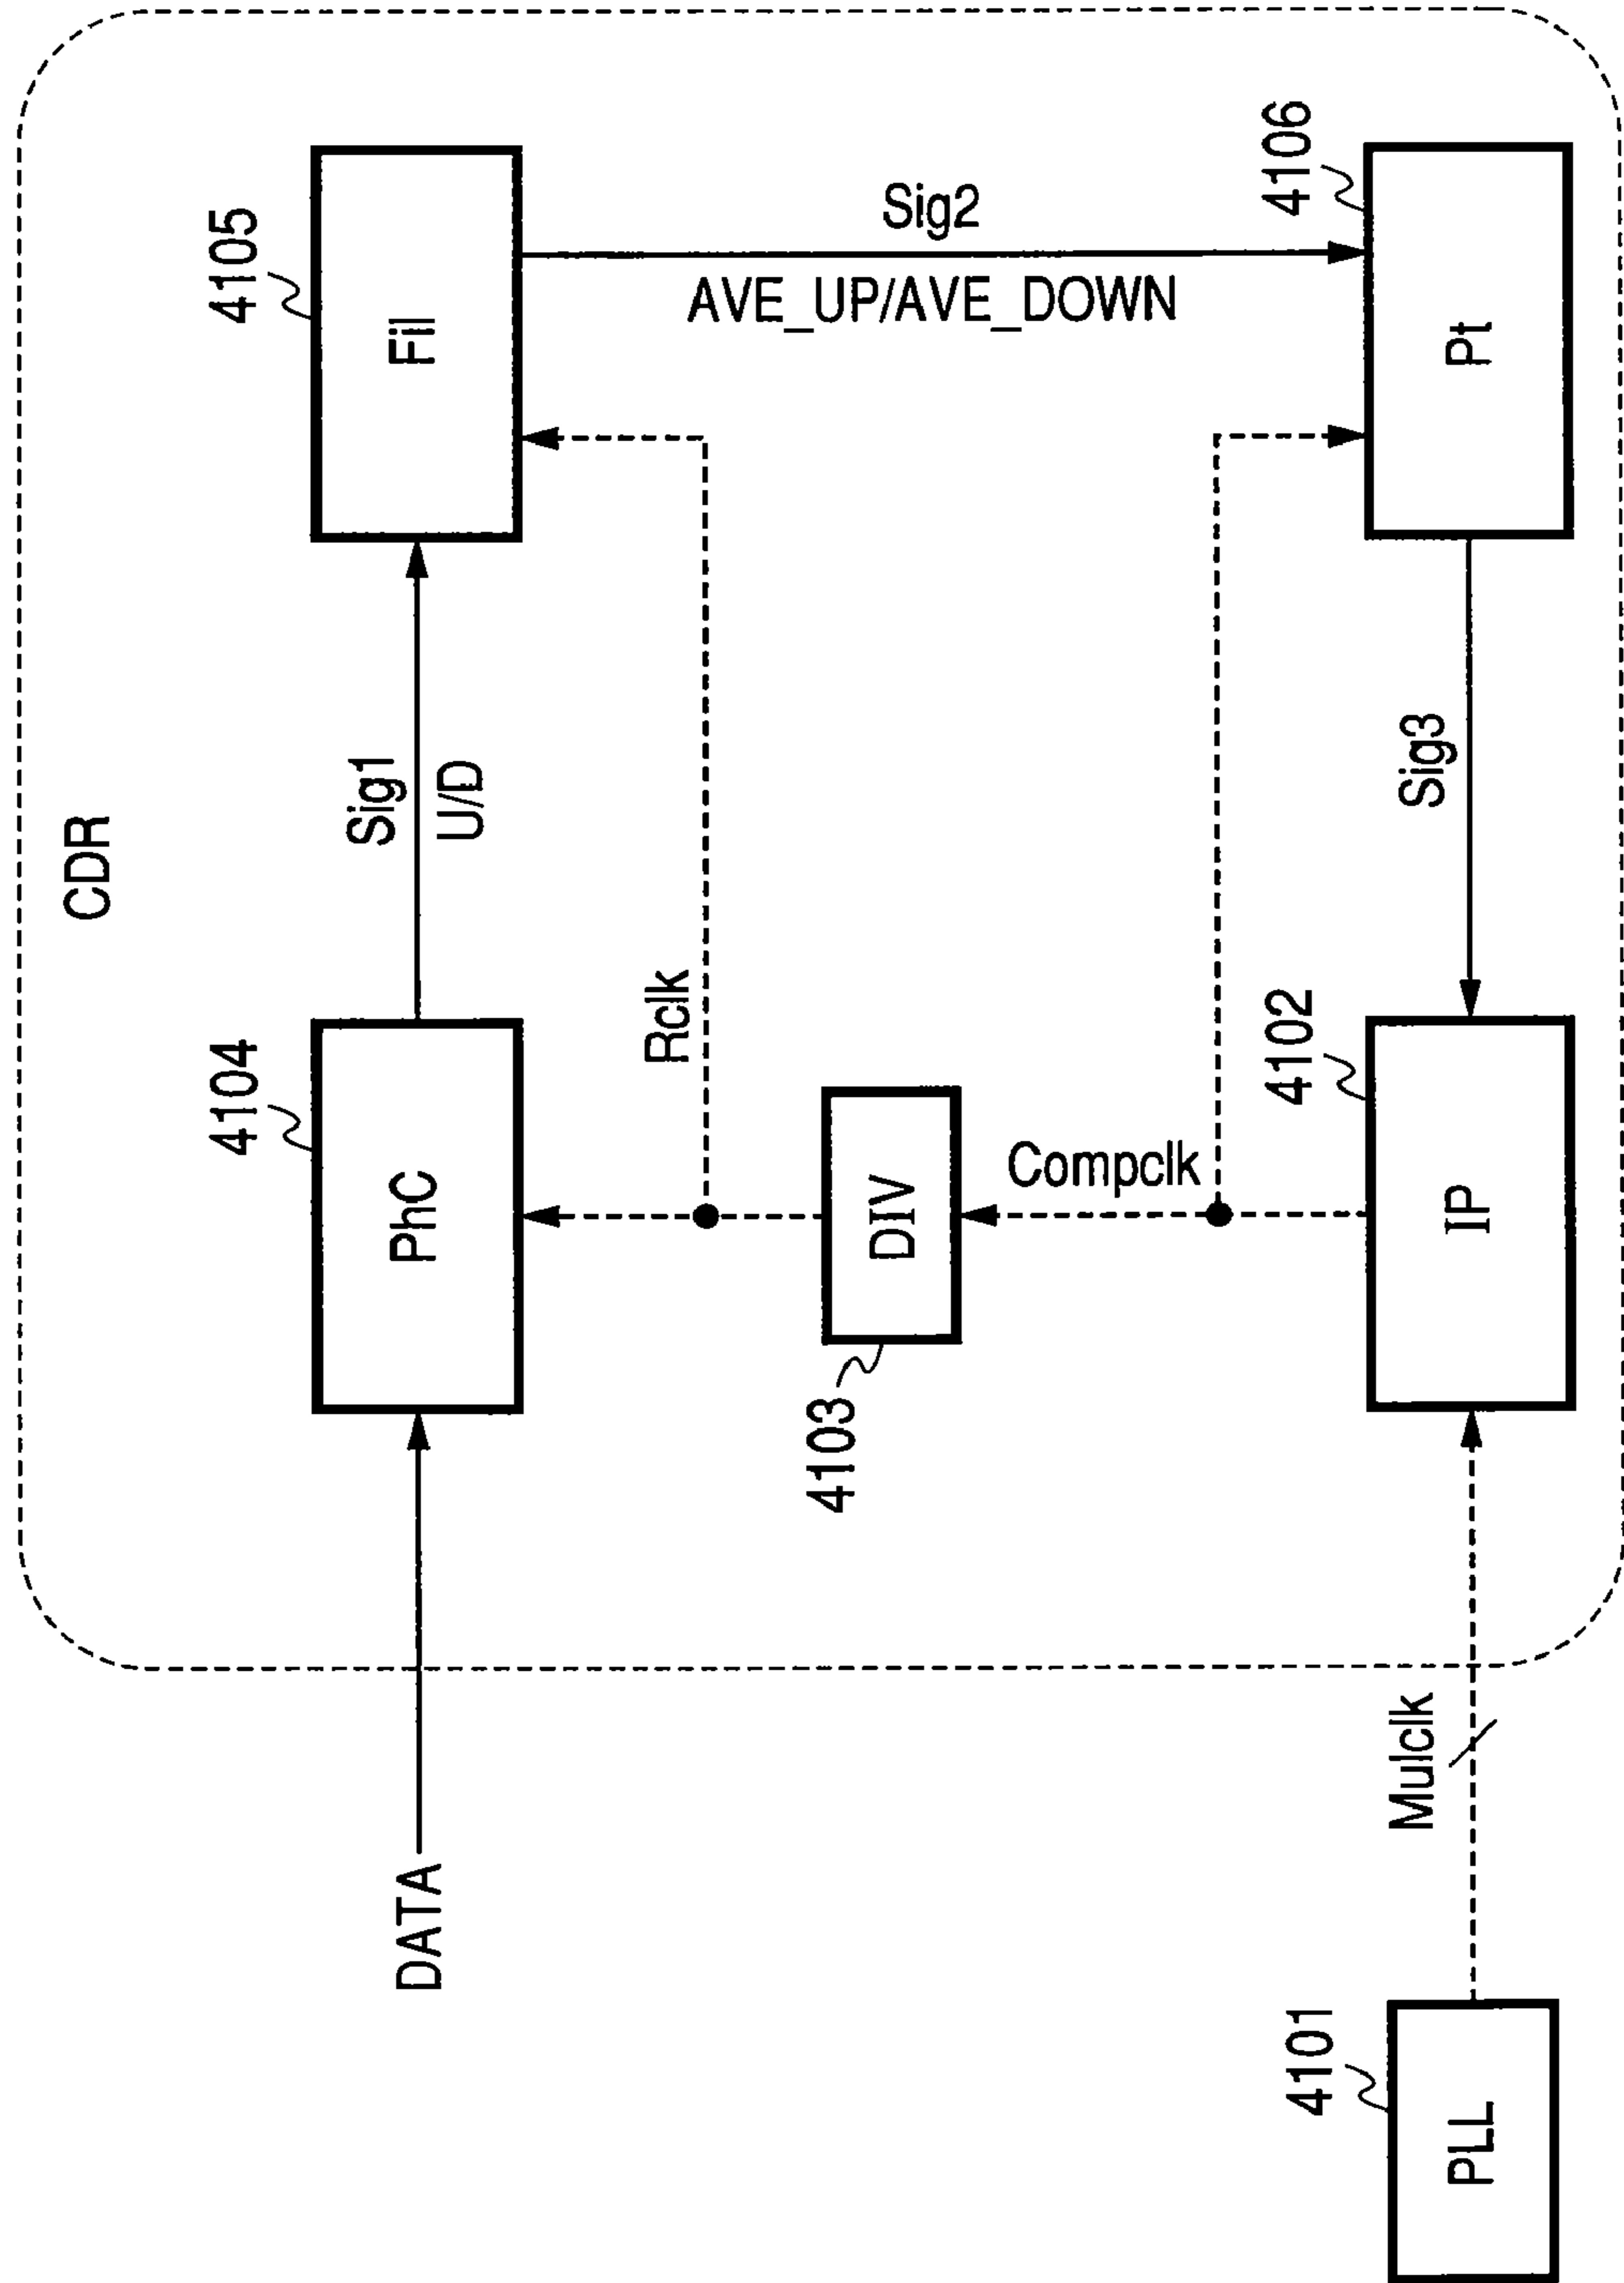 CDR
4104
PhC
Sig1
U/D
4105
Fil
DATA
Rclk
4103
DIV
Compclk
Sig2
AVE_UP/AVE_DOWN
4101
PLL
Mulclk
4102
IP
Sig3
4106
Pt